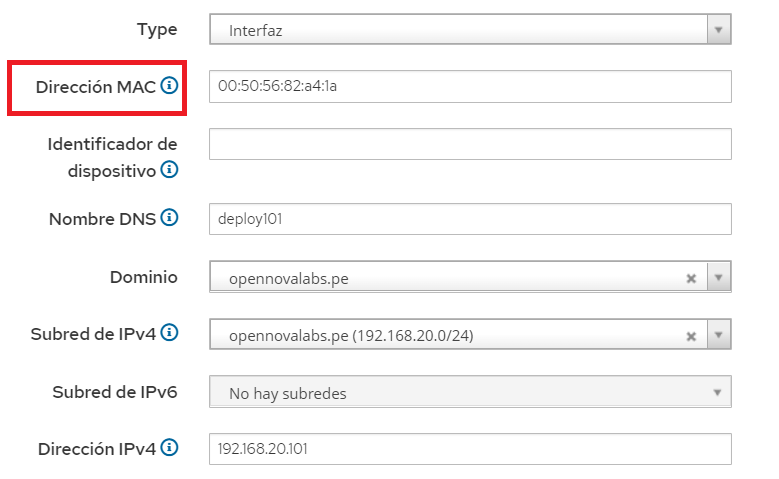 Type Interfaz
Dirección MAC 00:50:56:82:a4:1a
Identificador de
dispositivo
Nombre DNS deploy101
Dominio opennovalabs.pe
Subred de IPv4 opennovalabs.pe (192.168.20.0/24)
Subred de IPv6 No hay subredes
Dirección IPv4 192.168.20.101